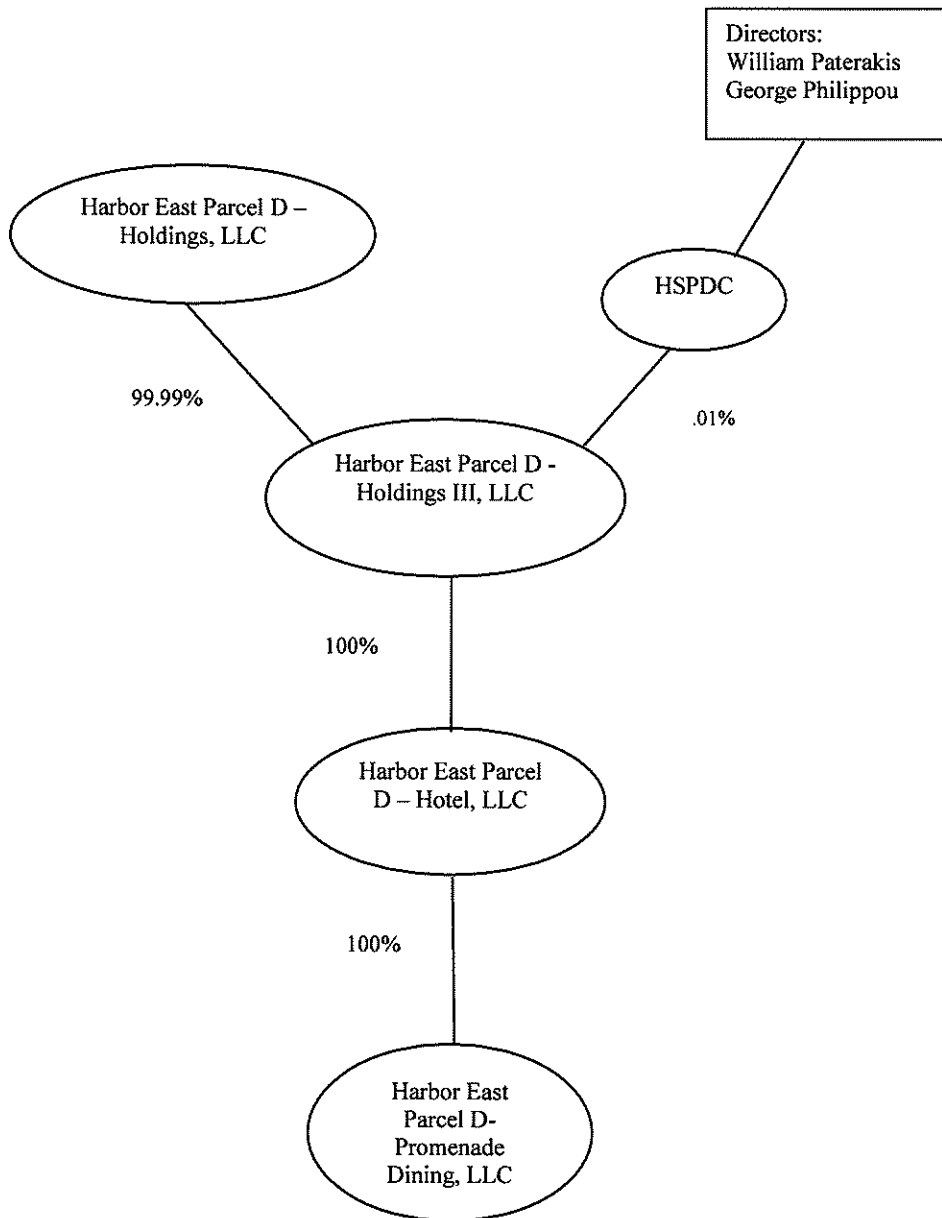 Directors:
William Paterakis
George Philippou
Harbor East Parcel D –
Holdings, LLC
HSPDC
99.99%
.01%
Harbor East Parcel D -
Holdings III, LLC
100%
Harbor East Parcel
D – Hotel, LLC
100%
Harbor East
Parcel D-
Promenade
Dining, LLC